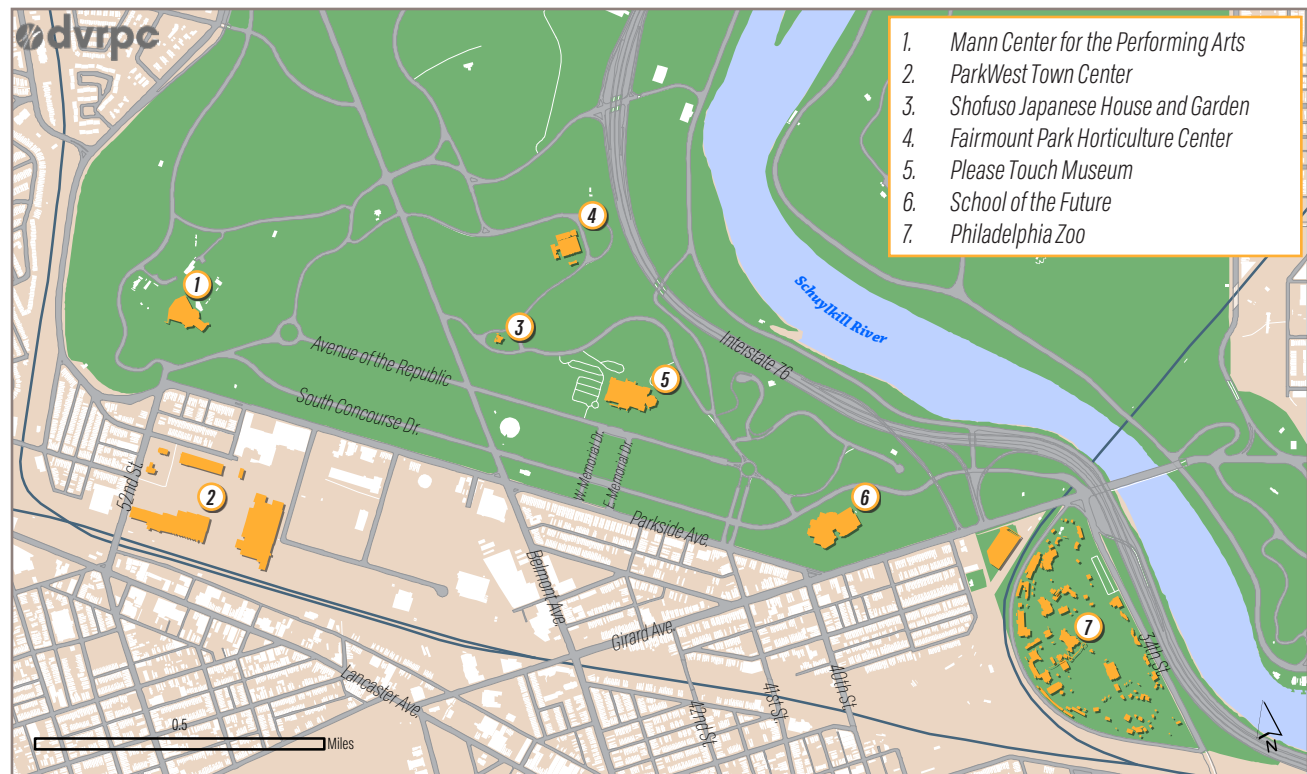 dvrpc
1. Mann Center for the Performing Arts
2. ParkWest Town Center
3. Shofuso Japanese House and Garden
4. Fairmount Park Horticulture Center
5. Please Touch Museum
6. School of the Future
7. Philadelphia Zoo
4
1
Schuylkill River
3
Interstate 76
Avenue of the Republic
5
South Concourse Dr.
W. Memorial Dr.
E. Memorial Dr.
52nd St.
2
6
Parkside Ave.
Belmont Ave.
Girard Ave.
7
34th St.
Lancaster Ave.
40th St.
41st St.
42nd St.
0.5
Miles
N